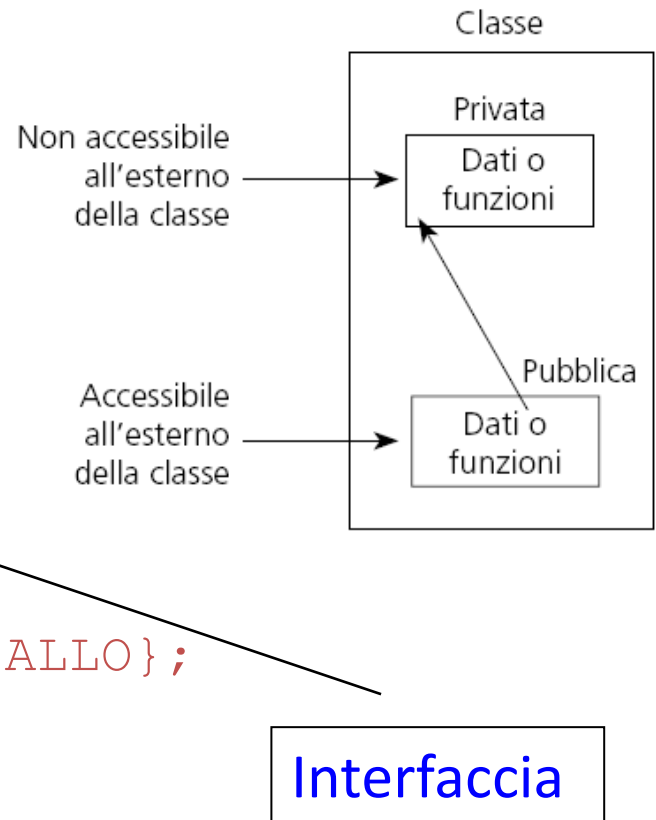 Classe
Privata
Non accessibile
all'esterno
della classe
Dati o
funzioni
Pubblica
Accessibile
all'esterno
della classe
Dati o
funzioni
ALLO};
Interfaccia